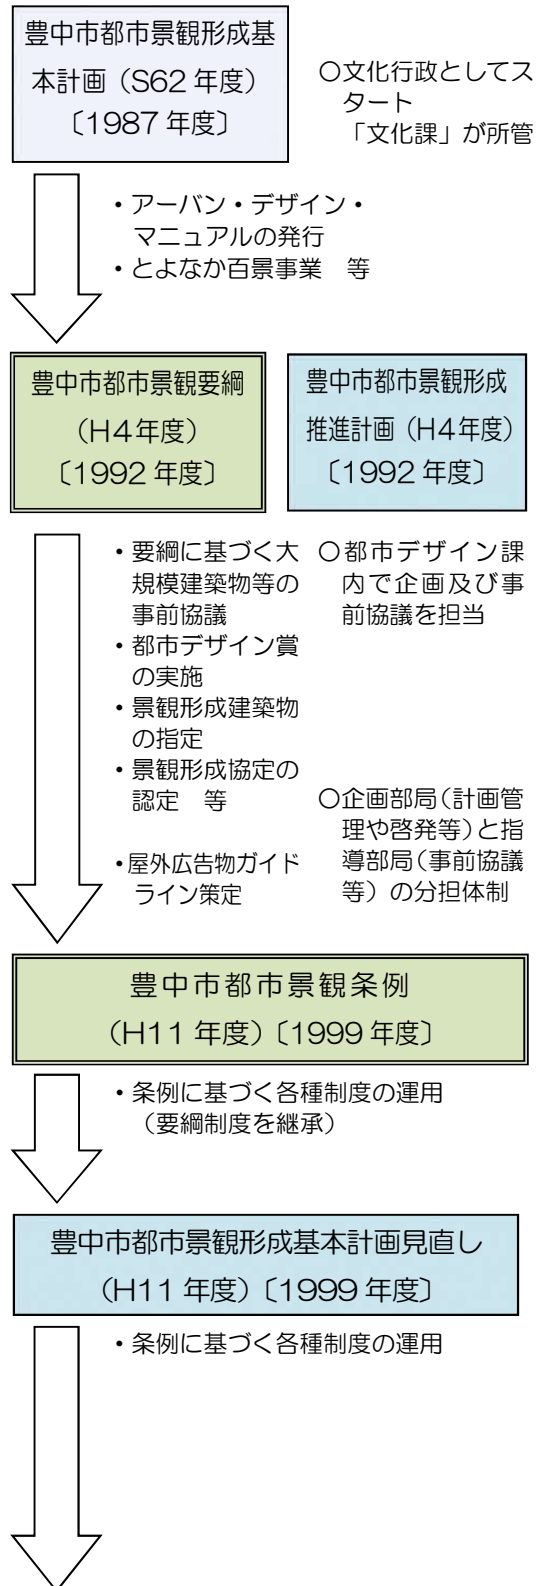 豊中市都市景観形成基
本計画（S62 年度）
〔1987 年度〕
○文化行政としてス
タート
「文化課」が所管
・アーバン・デザイン・
マニュアルの発行
・とよなか百景事業　等
豊中市都市景観要綱
（H４年度）
〔1992 年度〕
豊中市都市景観形成
推進計画（H４年度）
〔1992 年度〕
・要綱に基づく大
規模建築物等の
事前協議
・都市デザイン賞
の実施
・景観形成建築物
の指定
・景観形成協定の
認定　等
・屋外広告物ガイド
ライン策定
○都市デザイン課
内で企画及び事
前協議を担当
○企画部局（計画管
理や啓発等）と指
導部局（事前協議
等）の分担体制
豊中市都市景観条例
（H11 年度）〔1999 年度〕
・条例に基づく各種制度の運用
（要綱制度を継承）
豊中市都市景観形成基本計画見直し
（H11 年度）〔1999 年度〕
・条例に基づく各種制度の運用